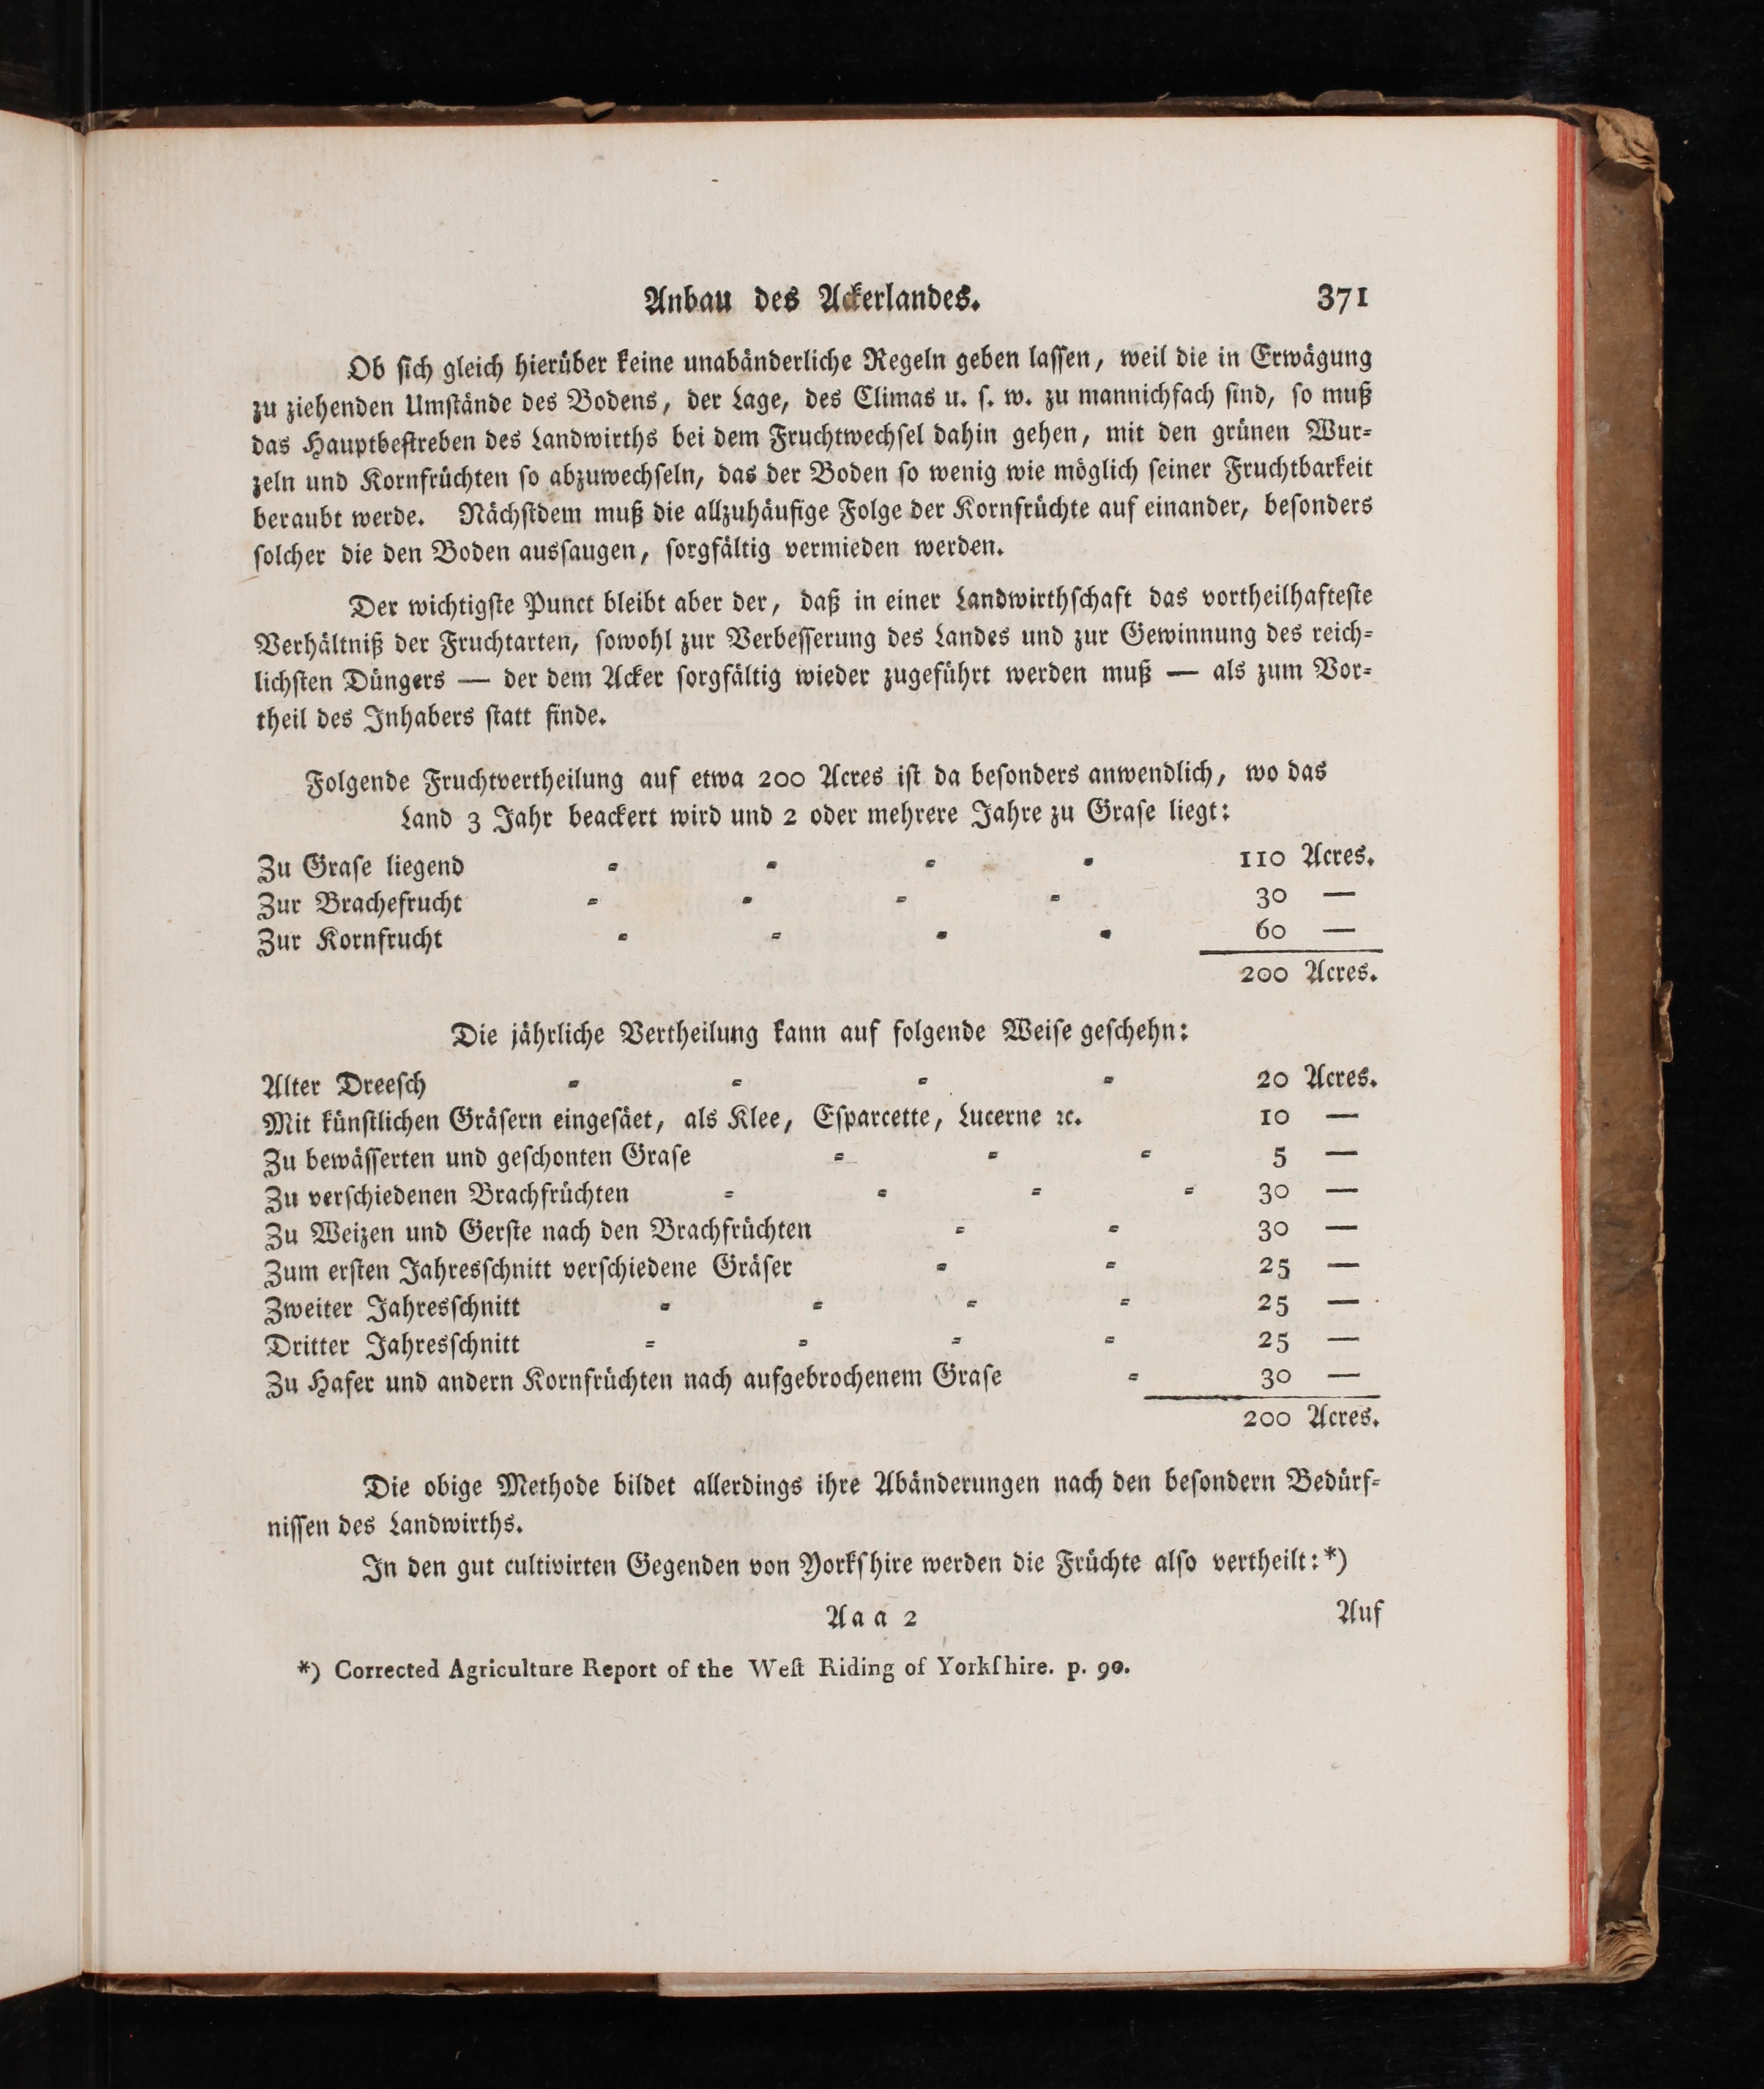 Anbau des Ackerlandes. 371
Ob ſich gleich hierüber keine unabänderliche Regeln geben laſſen, weil die in Erwägung
zu ziehenden Umſtände des Bodens, der Lage, des Climas u. ſ. w. zu mannichfach ſind, ſo muß
das Hauptbeſtreben des Landwirths bei dem Fruchtwechſel dahin gehen, mit den grünen Wur-
zeln und Kornfrüchten ſo abzuwechſeln, das der Boden ſo wenig wie möglich ſeiner Fruchtbarkeit
beraubt werde. Nächſtdem muß die allzuhäufige Folge der Kornfrüchte auf einander, beſonders
ſolcher die den Boden ausſaugen, ſorgfältig vermieden werden.
Der wichtigſte Punct bleibt aber der, daß in einer Landwirthſchaft das vortheilhafteſte
Verhältniß der Fruchtarten, ſowohl zur Verbeſſerung des Landes und zur Gewinnung des reich-
lichſten Düngers — der dem Acker ſorgfältig wieder zugeführt werden muß — als zum Vor-
theil des Inhabers ſtatt finde.
Folgende Fruchtvertheilung auf etwa 200 Acres iſt da beſonders anwendlich, wo das
Land 3 Jahr beackert wird und 2 oder mehrere Jahre zu Graſe liegt:
Zu Graſe liegend - - - - 110 Acres.
Zur Brachefrucht - - - - 30 —
Zur Kornfrucht - - - - 60 —
200 Acres.
Die jährliche Vertheilung kann auf folgende Weiſe geſchehn:
Alter Dreeſch - - - - 20 Acres.
Mit künſtlichen Gräſern eingeſäet, als Klee, Eſparcette, Lucerne ꝛc. 10 —
Zu bewäſſerten und geſchonten Graſe - - - 5 —
Zu verſchiedenen Brachfrüchten - - - - 30 —
Zu Weizen und Gerſte nach den Brachfrüchten - - 30 —
Zum erſten Jahresſchnitt verſchiedene Gräſer - - 25 —
Zweiter Jahresſchnitt - - - - 25 —
Dritter Jahresſchnitt - - - - 25 —
Zu Hafer und andern Kornfrüchten nach aufgebrochenem Graſe - 30 —
200 Acres.
Die obige Methode bildet allerdings ihre Abänderungen nach den beſondern Bedürf-
niſſen des Landwirths.
In den gut cultivirten Gegenden von Yorkſhire werden die Früchte alſo vertheilt:*)
Aaa 2 Auf
*) Corrected Agriculture Report of the Weſt Riding of Yorkſhire. p. 90.